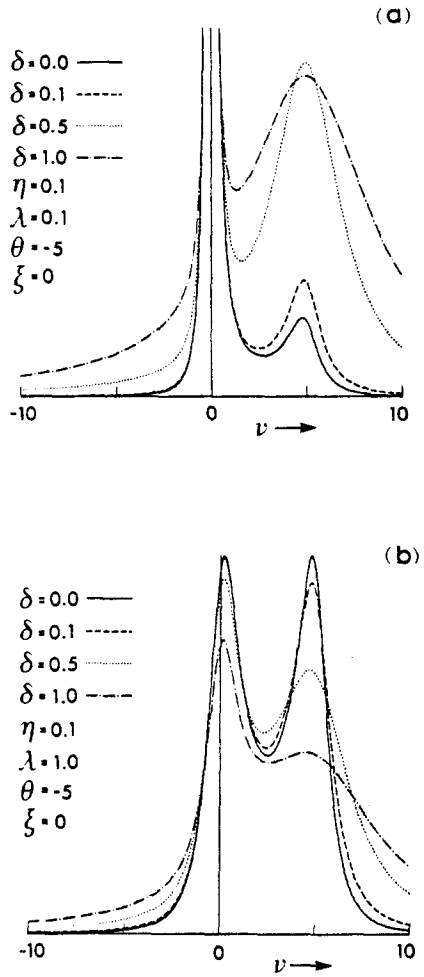 (a)
δ=0.0
δ=0.1
δ=0.5
δ=1.0
η=0.1
λ=0.1
θ=-5
ξ=0
-10 0 10
ν →
(b)
δ=0.0
δ=0.1
δ=0.5
δ=1.0
η=0.1
λ=1.0
θ=-5
ξ=0
-10 0 10
ν →